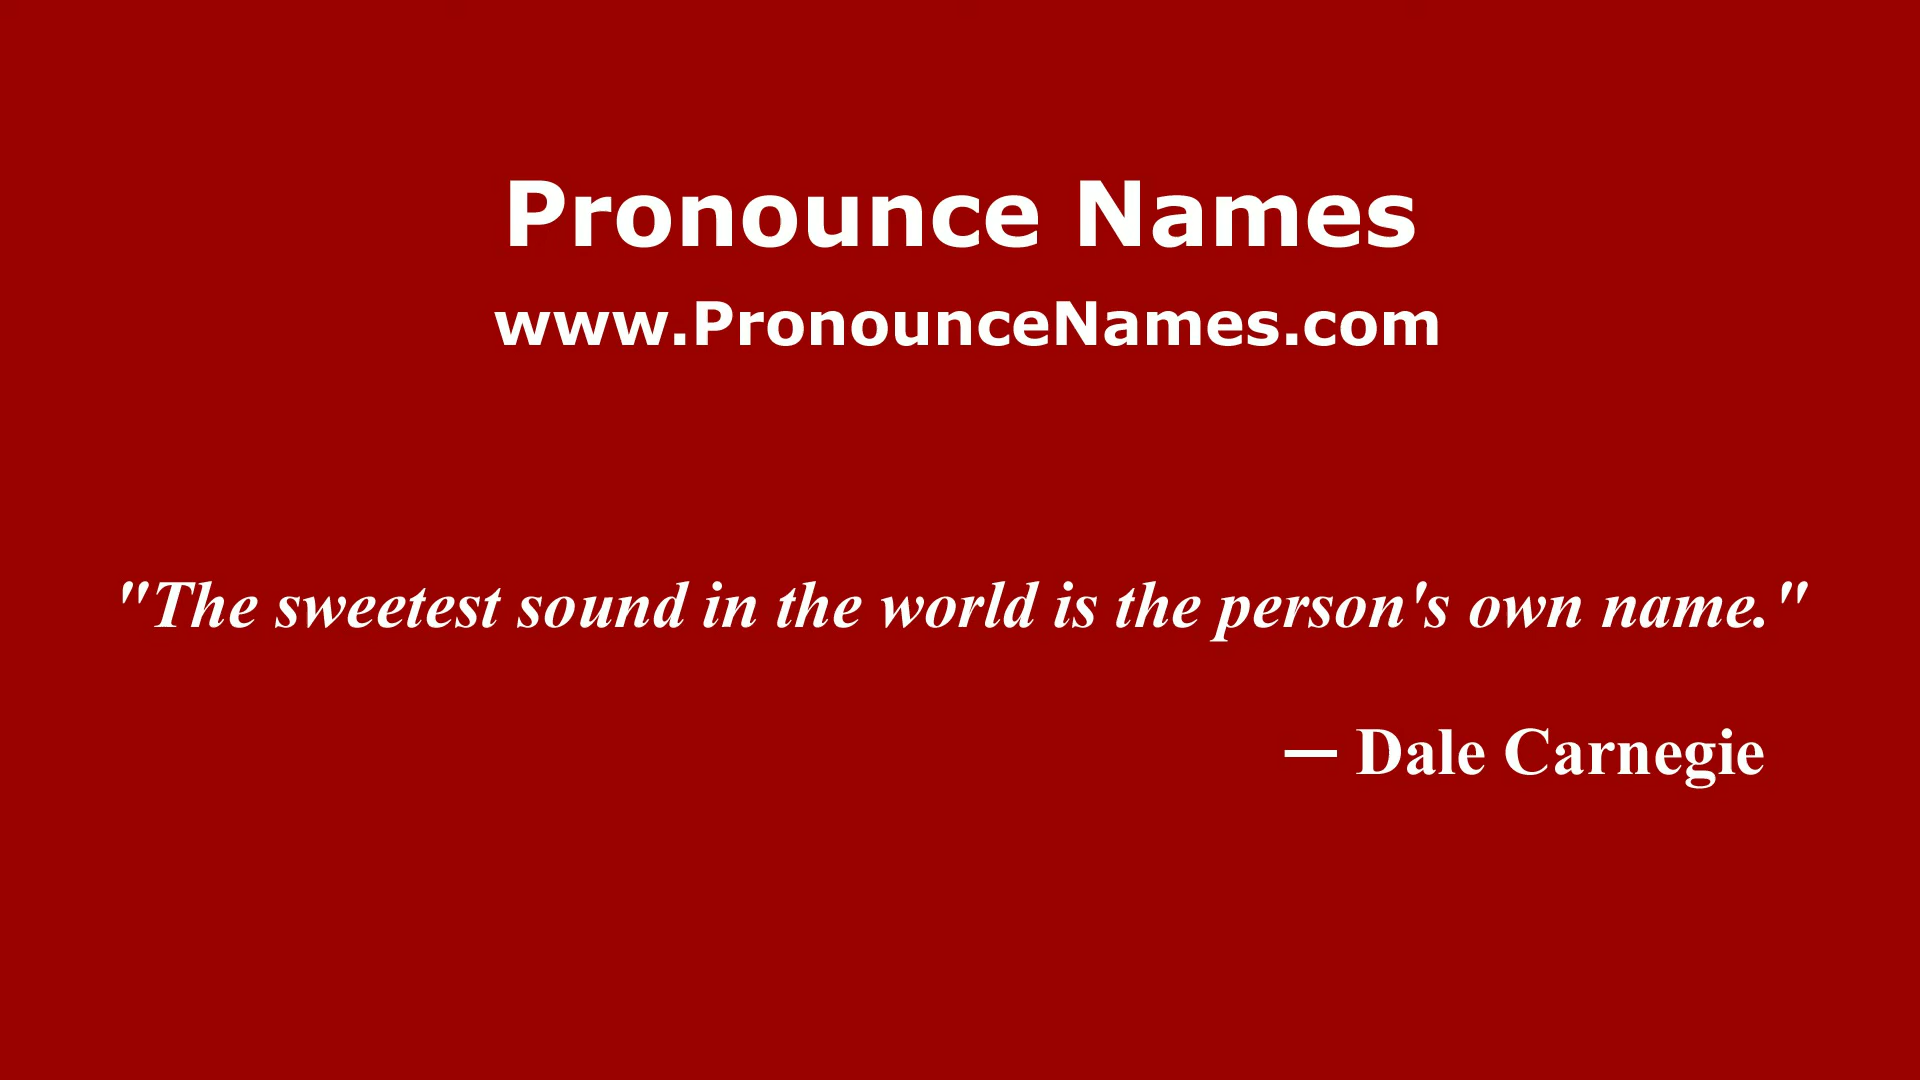 Pronounce Names
www.PronounceNames.com
"The sweetest sound in the world is the person's own name."
— Dale Carnegie